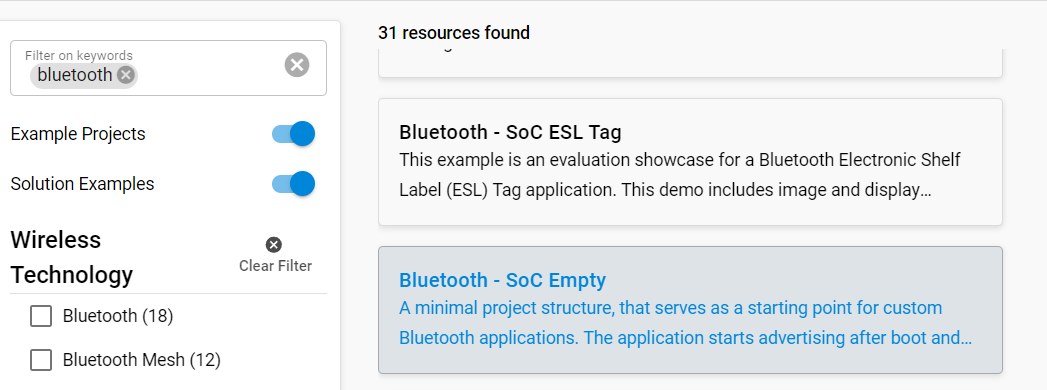 Filter on keywords
bluetooth
Example Projects
Solution Examples
Wireless
Technology
Clear Filter
Bluetooth (18)
Bluetooth Mesh (12)
31 resources found
Bluetooth - SoC ESL Tag
This example is an evaluation showcase for a Bluetooth Electronic Shelf
Label (ESL) Tag application. This demo includes image and display…
Bluetooth - SoC Empty
A minimal project structure, that serves as a starting point for custom
Bluetooth applications. The application starts advertising after boot and…